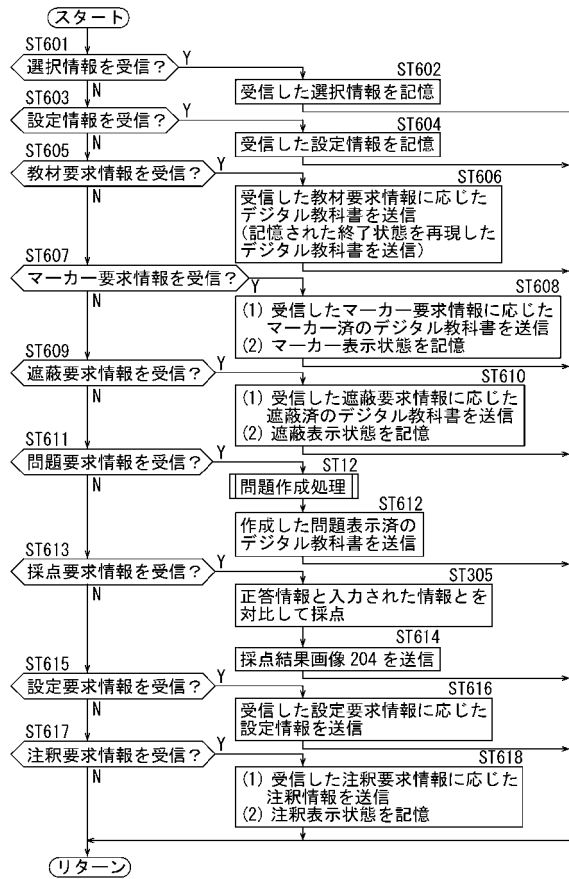 スタート
ST601
選択情報を受信？
Y
N
ST602
受信した選択情報を記憶
ST603
設定情報を受信？
Y
N
ST604
受信した設定情報を記憶
ST605
教材要求情報を受信？
Y
N
ST606
受信した教材要求情報に応じた
デジタル教科書を送信
(記憶された終了状態を再現した
デジタル教科書を送信)
ST607
マーカー要求情報を受信？
Y
N
ST608
(1) 受信したマーカー要求情報に応じた
マーカー済のデジタル教科書を送信
(2) マーカー表示状態を記憶
ST609
遮蔽要求情報を受信？
Y
N
ST610
(1) 受信した遮蔽要求情報に応じた
遮蔽済のデジタル教科書を送信
(2) 遮蔽表示状態を記憶
ST611
問題要求情報を受信？
Y
N
ST12
問題作成処理
ST612
作成した問題表示済の
デジタル教科書を送信
ST613
採点要求情報を受信？
Y
N
ST305
正答情報と入力された情報とを
対比して採点
ST614
採点結果画像 204 を送信
ST615
設定要求情報を受信？
Y
N
ST616
受信した設定要求情報に応じた
設定情報を送信
ST617
注釈要求情報を受信？
Y
N
ST618
(1) 受信した注釈要求情報に応じた
注釈情報を送信
(2) 注釈表示状態を記憶
リターン